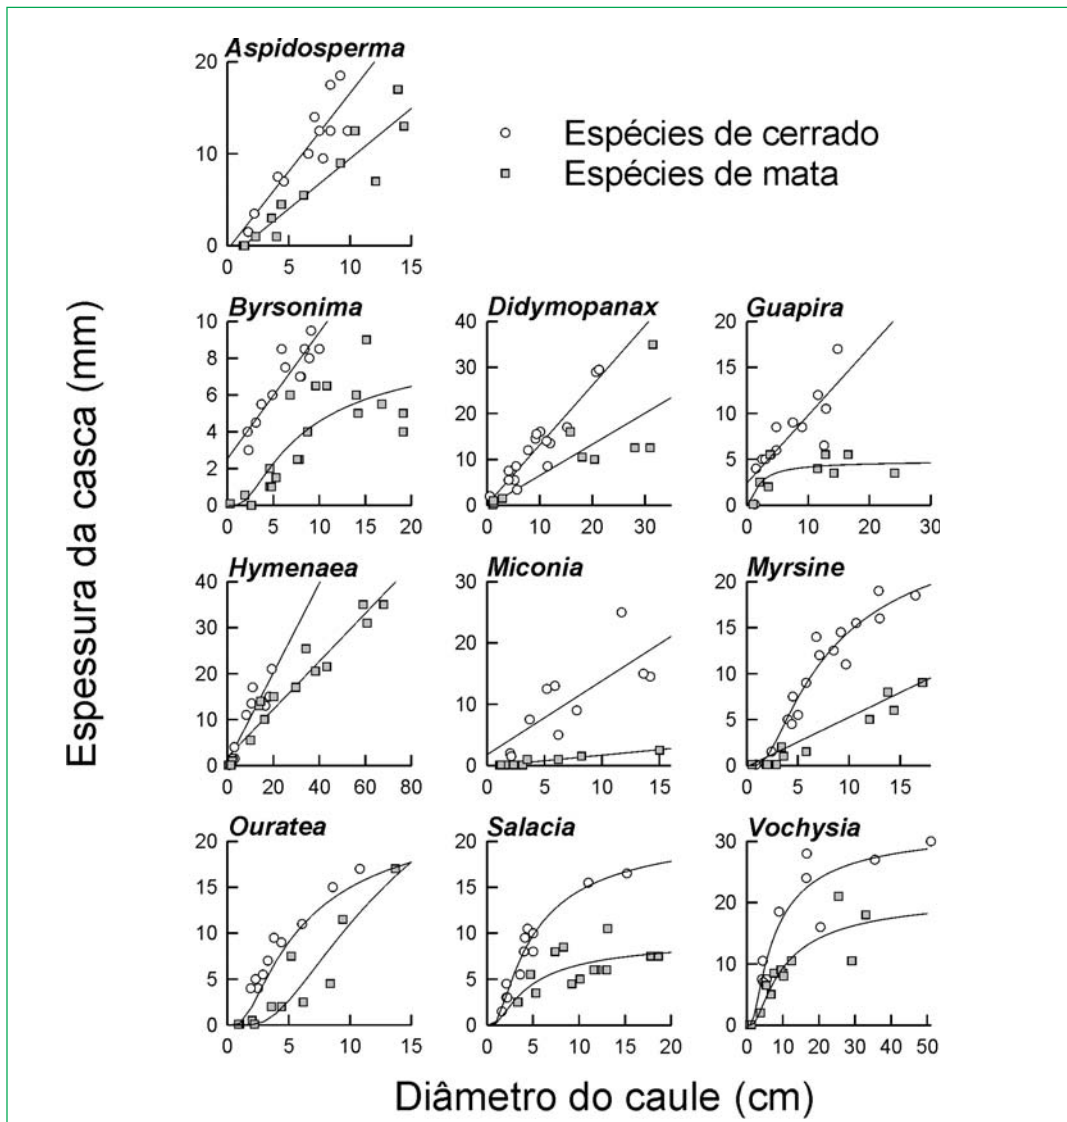 Aspidosperma
20
10
0
0 5 10 15
Espécies de cerrado
Espécies de mata
Espessura da casca (mm)
Byrsonima
10
8
6
4
2
0
0 5 10 15 20
Didymopanax
40
30
20
10
0
0 10 20 30
Guapira
20
15
10
5
0
0 10 20 30
Hymenaea
40
30
20
10
0
0 20 40 60 80
Miconia
30
20
10
0
0 5 10 15
Myrsine
20
15
10
5
0
0 5 10 15
Ouratea
20
15
10
5
0
0 5 10 15
Salacia
20
15
10
5
0
0 5 10 15 20
Vochysia
30
20
10
0
0 10 20 30 40 50
Diâmetro do caule (cm)